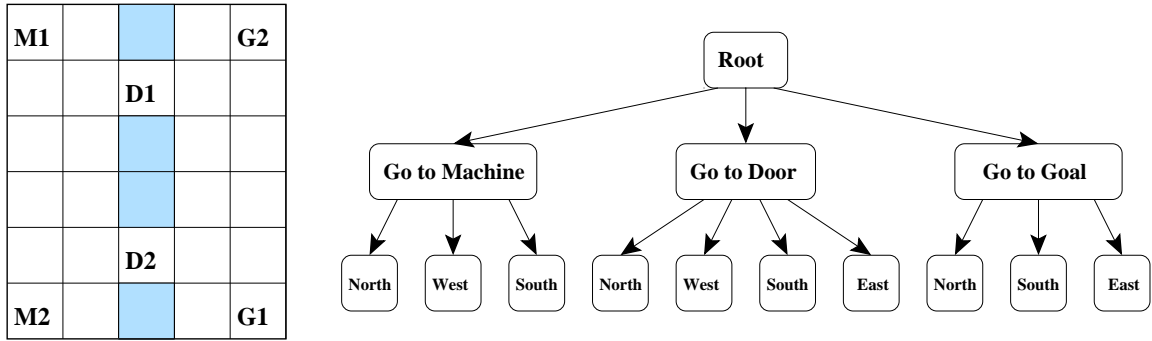 M1 G2
D1
D2
M2 G1
Root
Go to Machine Go to Door Go to Goal
North West South North West South East North South East